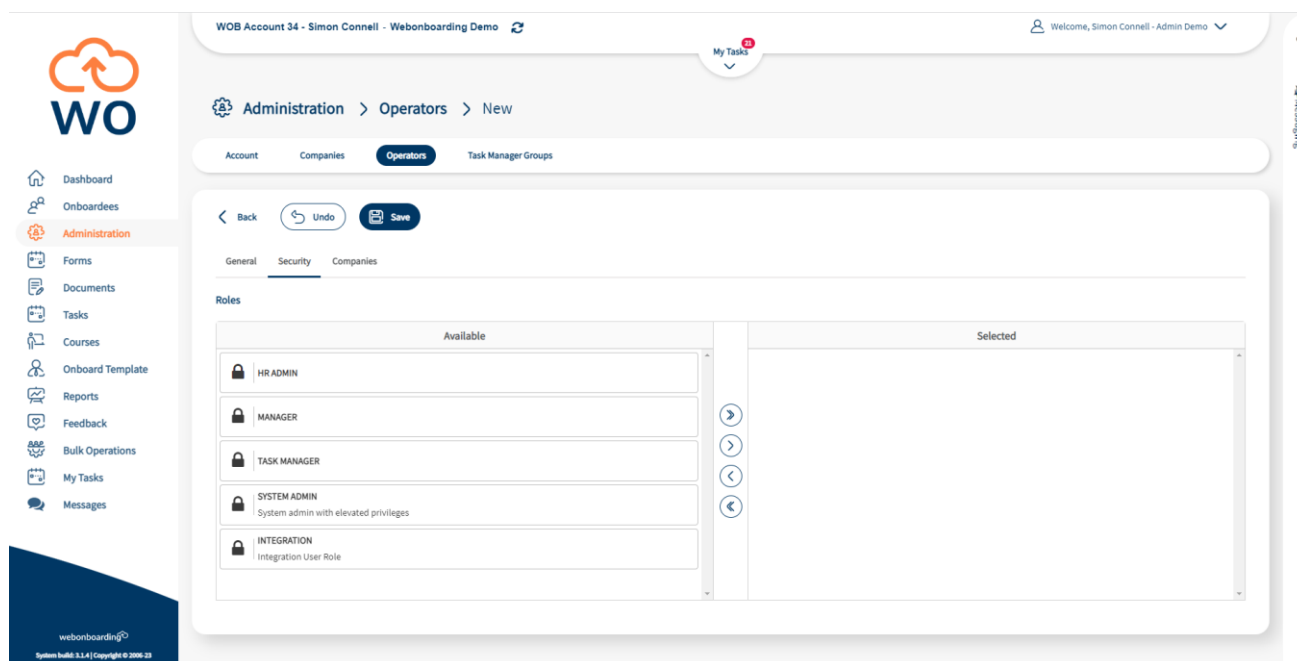 WOB Account 34 - Simon Connell - Webonboarding Demo
Welcome, Simon Connell - Admin Demo
21
My Tasks
WO
Administration > Operators > New
Account Companies Operators Task Manager Groups
Dashboard
Onboardees
Administration
Forms
Documents
Tasks
Courses
Onboard Template
Reports
Feedback
Bulk Operations
My Tasks
Messages
Back Undo Save
General Security Companies
Roles
Available Selected
HR ADMIN
MANAGER
TASK MANAGER
SYSTEM ADMIN
System admin with elevated privileges
INTEGRATION
Integration User Role
webonboarding
System build: 3.1.4 | Copyright © 2006-23